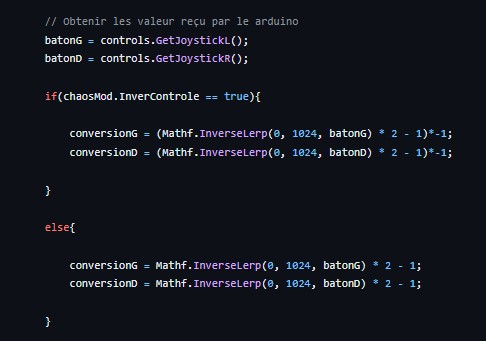 // Obtenir les valeur reçu par le arduino
batonG = controls.GetJoystickL();
batonD = controls.GetJoystickR();
if(chaosMod.InverControle == true){
conversionG = (Mathf.InverseLerp(0, 1024, batonG) * 2 - 1)*-1;
conversionD = (Mathf.InverseLerp(0, 1024, batonD) * 2 - 1)*-1;
}
else{
conversionG = Mathf.InverseLerp(0, 1024, batonG) * 2 - 1;
conversionD = Mathf.InverseLerp(0, 1024, batonD) * 2 - 1;
}